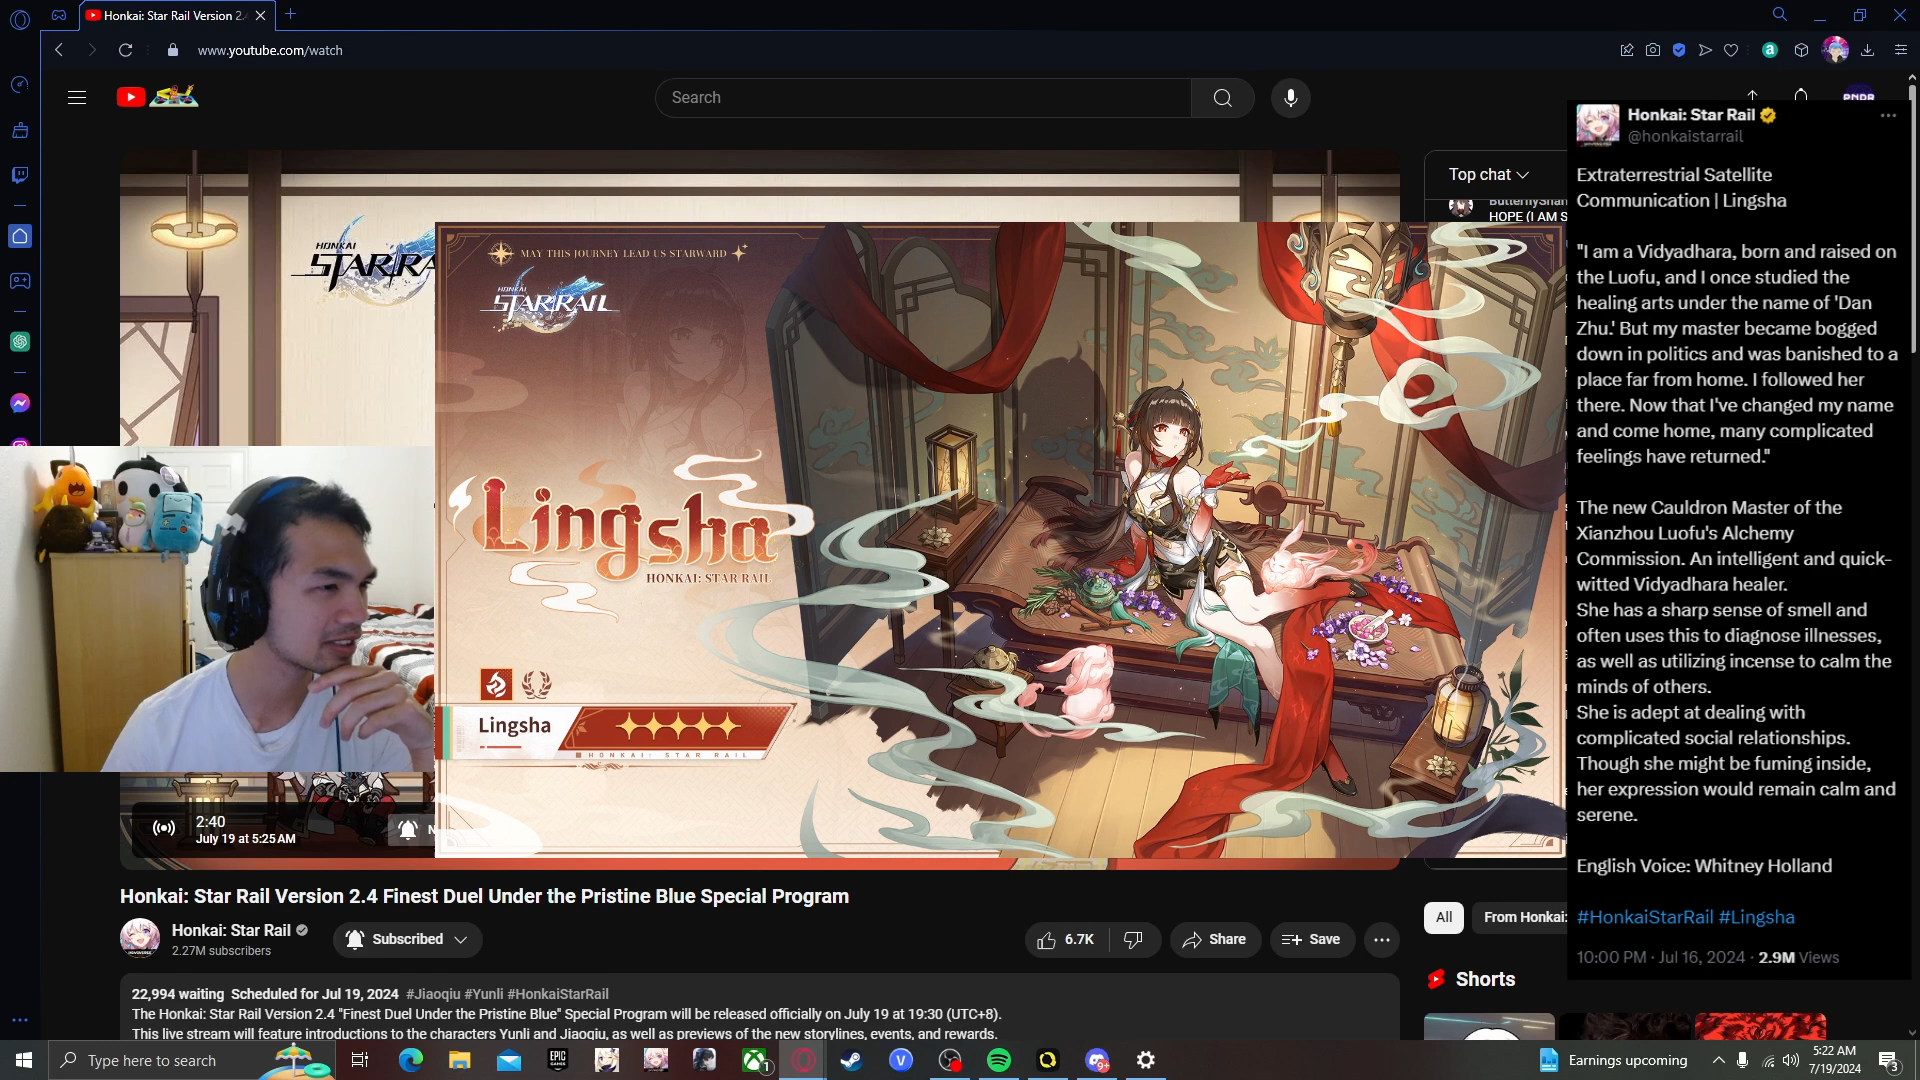 Honkai: Star Rail Version 2.
www.youtube.com/watch
Search
PNDR
Top chat
HOPE (I AM S
HONKAI
STAR RA
MAY THIS JOURNEY LEAD US STARWARD
HONKAI
STAR RAIL
Lingsha
HONKAI: STAR RAIL
Lingsha
HONKAI: STAR RAIL
2:40
July 19 at 5:25 AM
N
Honkai: Star Rail
@honkaistarrail
Extraterrestrial Satellite
Communication | Lingsha
"I am a Vidyadhara, born and raised on
the Luofu, and I once studied the
healing arts under the name of 'Dan
Zhu.' But my master became bogged
down in politics and was banished to a
place far from home. I followed her
there. Now that I've changed my name
and come home, many complicated
feelings have returned."
The new Cauldron Master of the
Xianzhou Luofu's Alchemy
Commission. An intelligent and quick-
witted Vidyadhara healer.
She has a sharp sense of smell and
often uses this to diagnose illnesses,
as well as utilizing incense to calm the
minds of others.
She is adept at dealing with
complicated social relationships.
Though she might be fuming inside,
her expression would remain calm and
serene.
English Voice: Whitney Holland
#HonkaiStarRail #Lingsha
10:00 PM · Jul 16, 2024 · 2.9M Views
Honkai: Star Rail Version 2.4 Finest Duel Under the Pristine Blue Special Program
Honkai: Star Rail
2.27M subscribers
Subscribed
6.7K
Share
Save
All
From Honkai:
Shorts
22,994 waiting Scheduled for Jul 19, 2024 #Jiaoqiu #Yunli #HonkaiStarRail
The Honkai: Star Rail Version 2.4 "Finest Duel Under the Pristine Blue" Special Program will be released officially on July 19 at 19:30 (UTC+8).
This live stream will feature introductions to the characters Yunli and Jiaoqiu, as well as previews of the new storylines, events, and rewards.
Type here to search
EPIC
GAMES
1
9+
Earnings upcoming
5:22 AM
7/19/2024
3